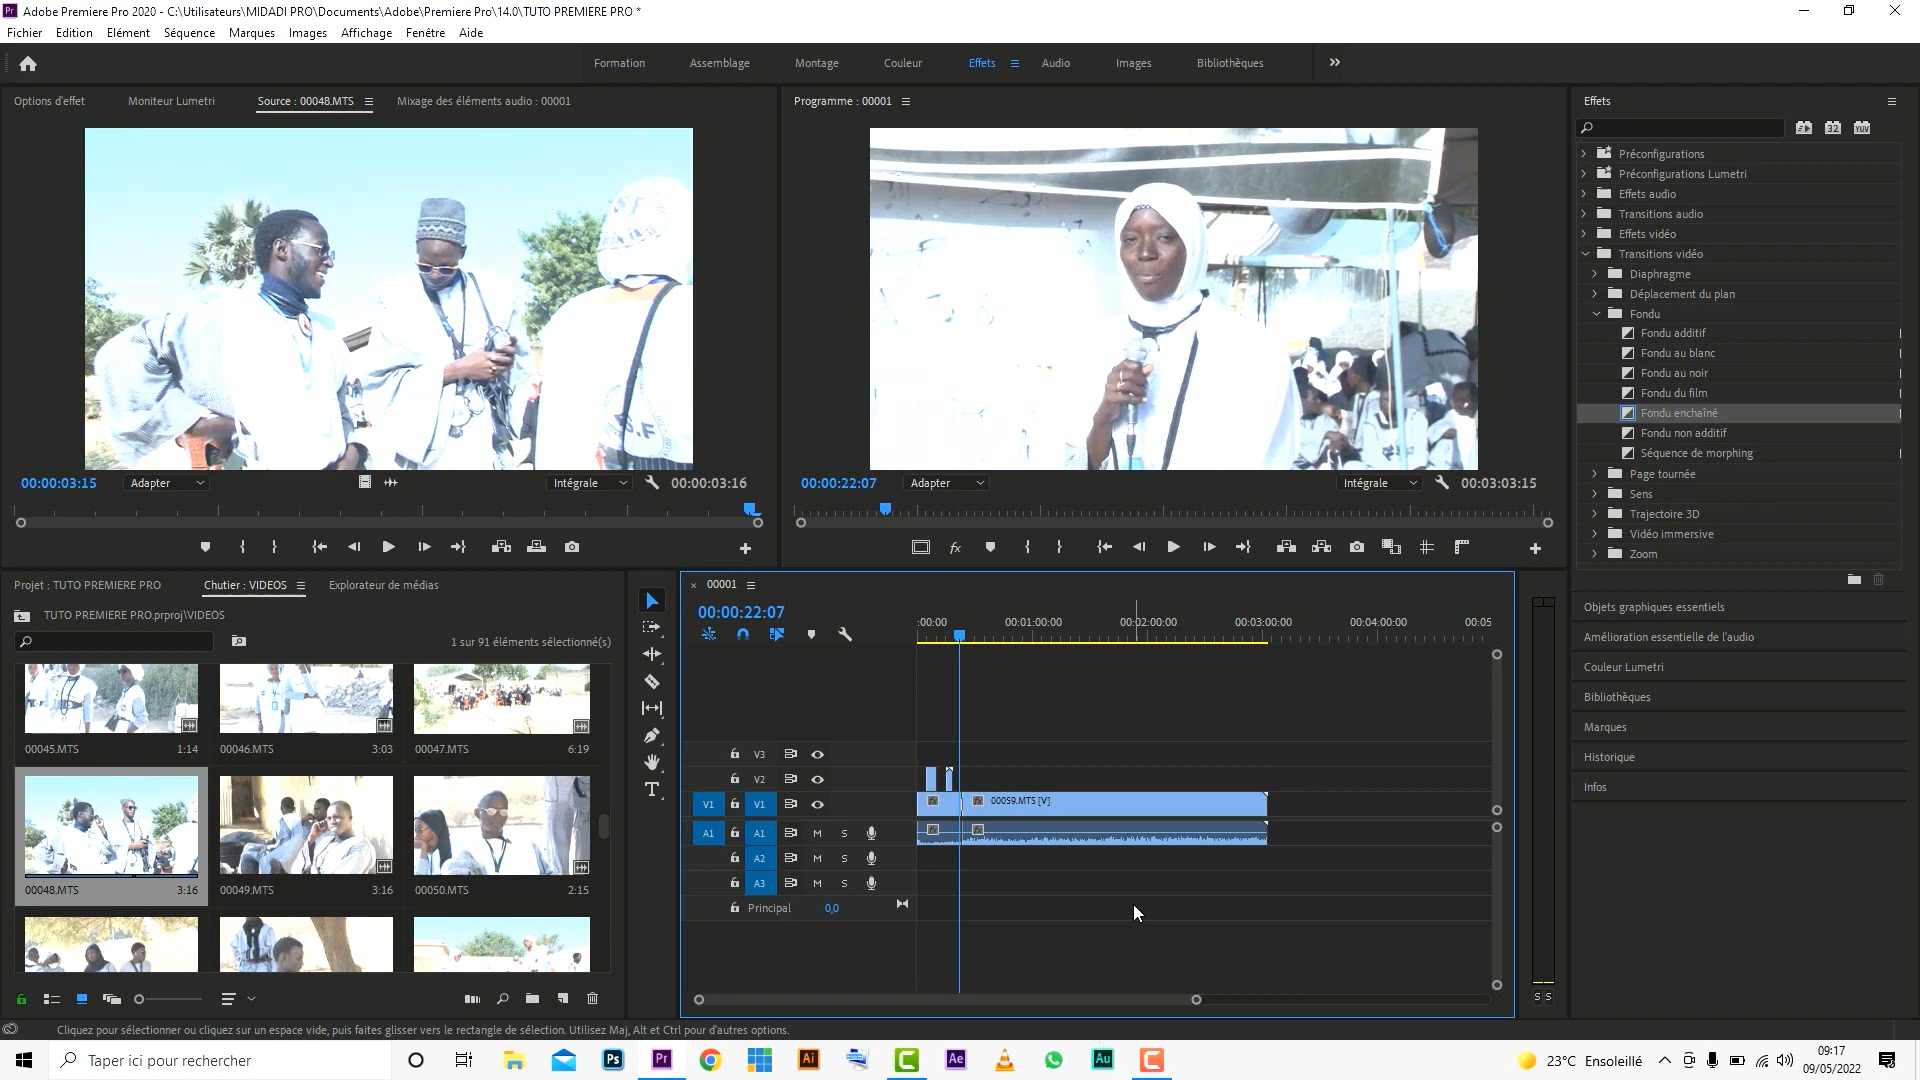 Adobe Premiere Pro 2020 - C:\Utilisateurs\MIDADI PRO\Documents\Adobe\Premiere Pro\14.0\TUTO PREMIERE PRO *
Fichier Edition Elément Séquence Marques Images Affichage Fenêtre Aide
Formation Assemblage Montage Couleur Effets Audio Images Bibliothèques
Options d'effet Moniteur Lumetri Source : 00048.MTS Mixage des éléments audio : 00001
Programme : 00001
Effets
Préconfigurations
Préconfigurations Lumetri
Effets audio
Transitions audio
Effets vidéo
Transitions vidéo
Diaphragme
Déplacement du plan
Fondu
Fondu additif
Fondu au blanc
Fondu au noir
Fondu du film
Fondu enchaîné
Fondu non additif
Séquence de morphing
Page tournée
Sens
Trajectoire 3D
Vidéo immersive
Zoom
00:00:03:15 Adapter Intégrale 00:00:03:16
00:00:22:07 Adapter Intégrale 00:03:03:15
Projet : TUTO PREMIERE PRO Chutier : VIDEOS Explorateur de médias
TUTO PREMIERE PRO.prproj\VIDEOS
1 sur 91 éléments sélectionné(s)
00045.MTS 1:14 00046.MTS 3:03 00047.MTS 6:19
00048.MTS 3:16 00049.MTS 3:16 00050.MTS 2:15
00001
00:00:22:07
:00:00 00:01:00:00 00:02:00:00 00:03:00:00 00:04:00:00 00:05
V3
V2
V1 V1 00059.MTS [V]
A1 A1 M S
A2 M S
A3 M S
Principal 0,0
S S
Objets graphiques essentiels
Amélioration essentielle de l'audio
Couleur Lumetri
Bibliothèques
Marques
Historique
Infos
Cliquez pour sélectionner ou cliquez sur un espace vide, puis faites glisser vers le rectangle de sélection. Utilisez Maj, Alt et Ctrl pour d'autres options.
Taper ici pour rechercher
23°C Ensoleillé
09:17
09/05/2022